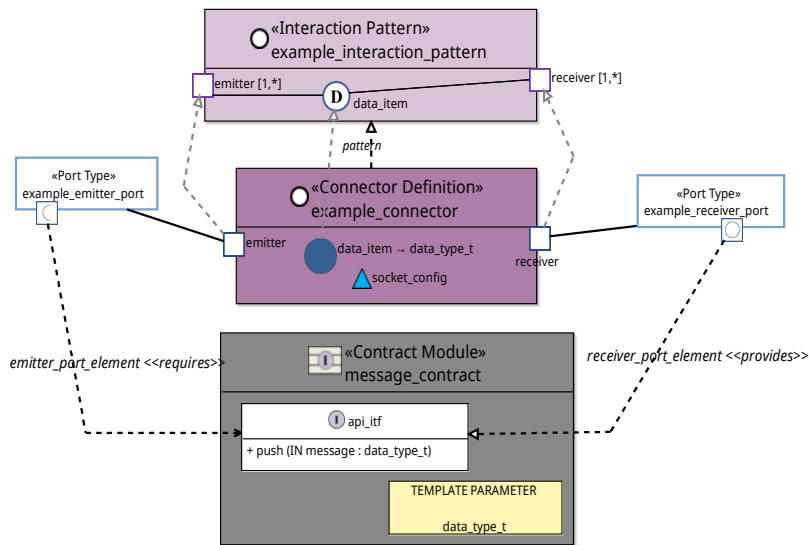 «Interaction Pattern»
example_interaction_pattern
emitter [1,*]
receiver [1,*]
D
data_item
pattern
«Port Type»
example_emitter_port
«Connector Definition»
example_connector
«Port Type»
example_receiver_port
emitter
data_item → data_type_t
receiver
socket_config
emitter_port_element <<requires>>
receiver_port_element <<provides>>
I
«Contract Module»
message_contract
I
api_itf
+ push (IN message : data_type_t)
TEMPLATE PARAMETER
data_type_t